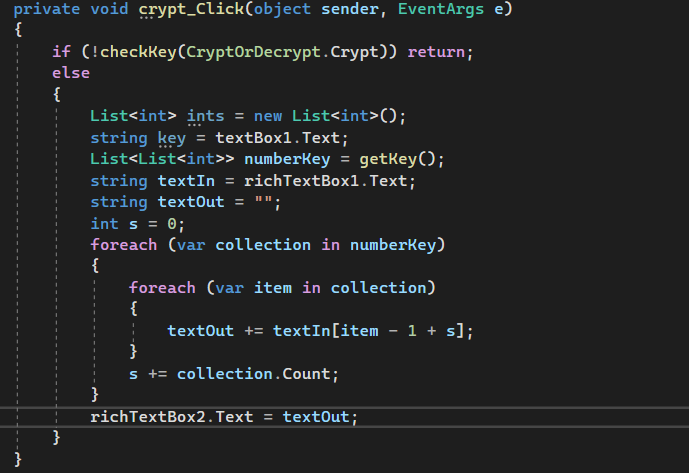 private void crypt_Click(object sender, EventArgs e)
{
if (!checkKey(CryptOrDecrypt.Crypt)) return;
else
{
List<int> ints = new List<int>();
string key = textBox1.Text;
List<List<int>> numberKey = getKey();
string textIn = richTextBox1.Text;
string textOut = "";
int s = 0;
foreach (var collection in numberKey)
{
foreach (var item in collection)
{
textOut += textIn[item - 1 + s];
}
s += collection.Count;
}
richTextBox2.Text = textOut;
}
}